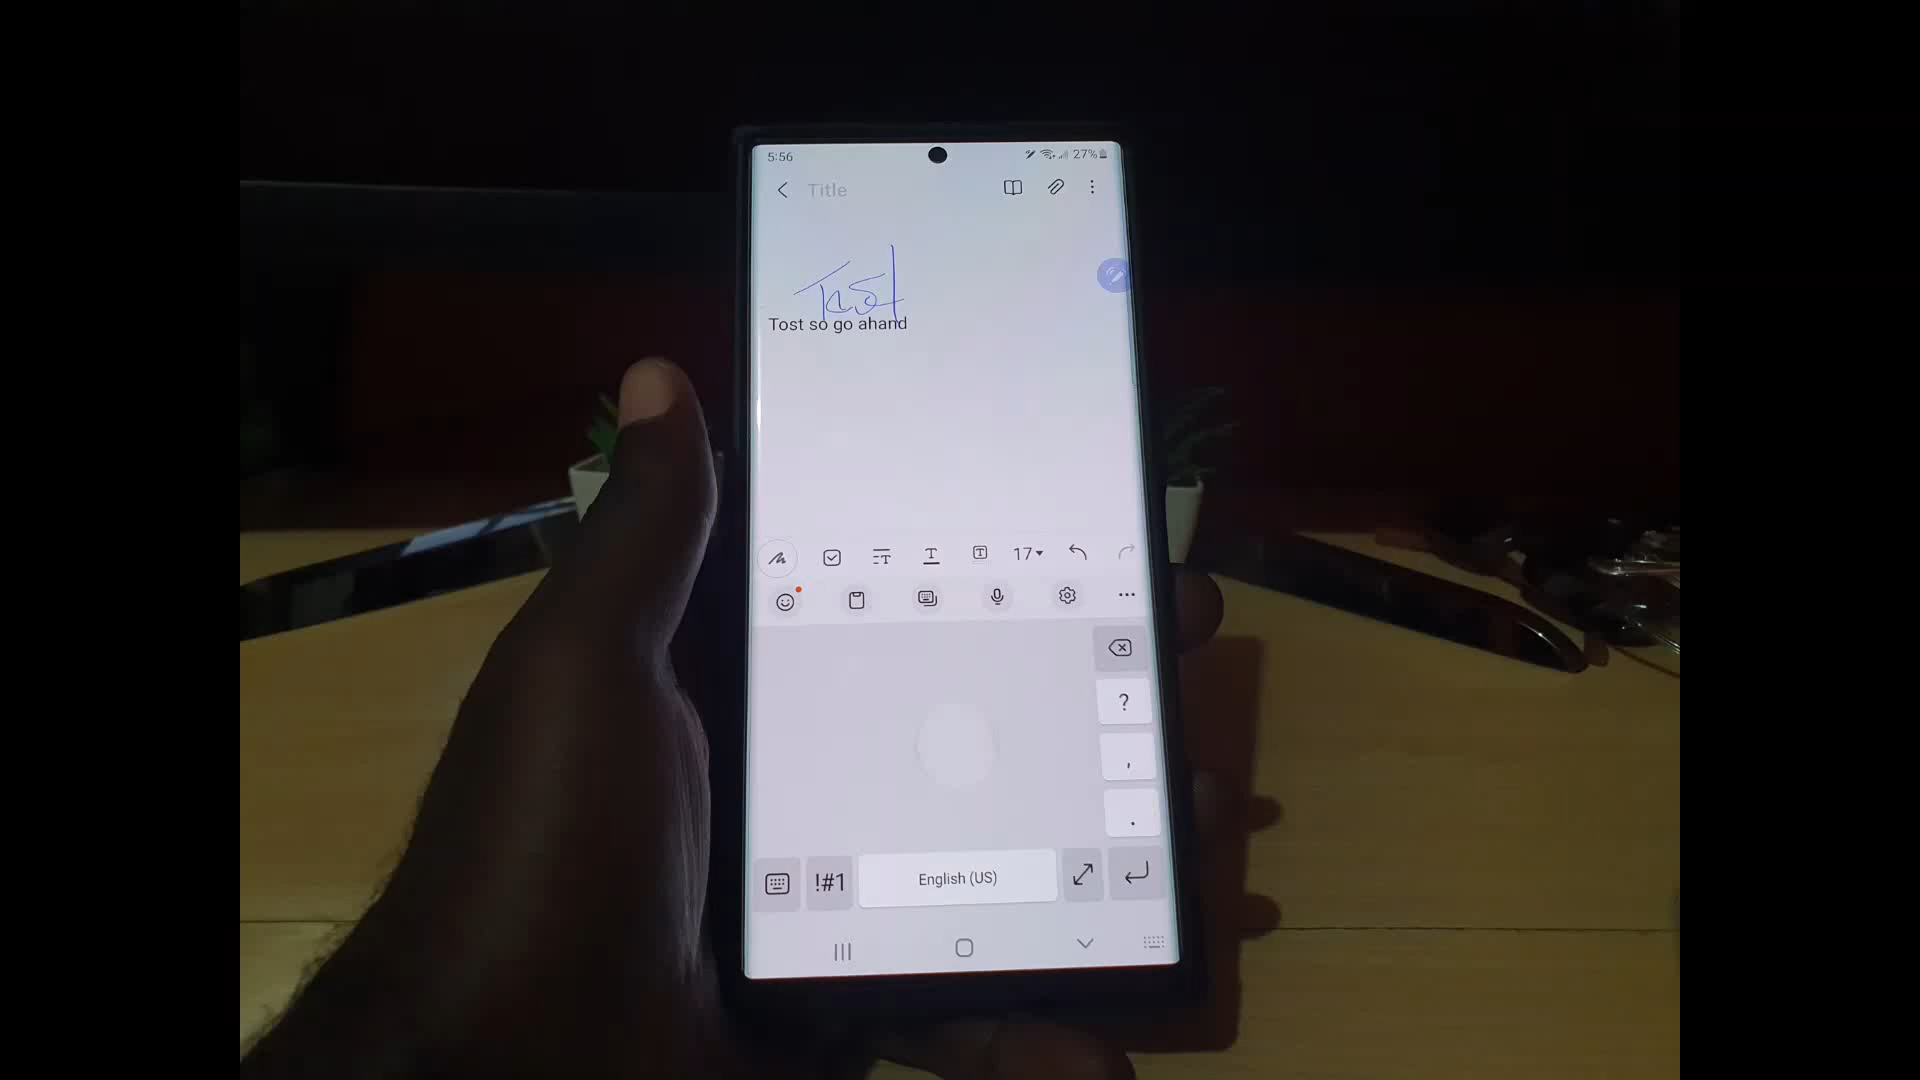 5:56
27%
Title
Test
Tost so go ahand
17
?
,
.
!#1
English (US)